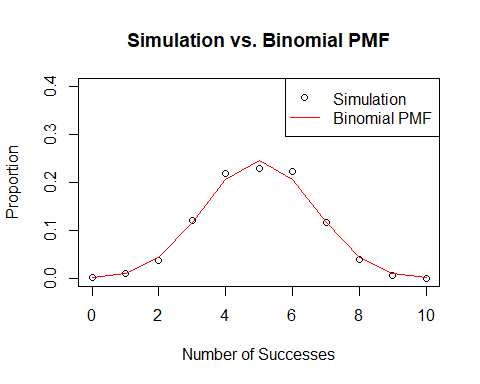 Simulation vs. Binomial PMF
Simulation
Binomial PMF
Proportion
0.4
0.3
0.2
0.1
0.0
0 2 4 6 8 10
Number of Successes